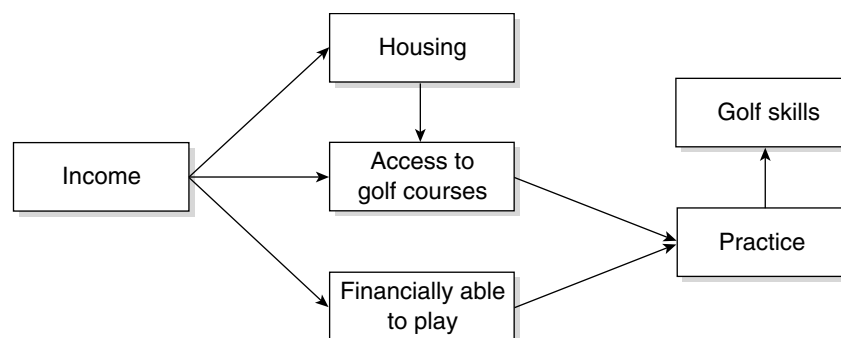 Housing
Golf skills
Income
Access to
golf courses
Practice
Financially able
to play